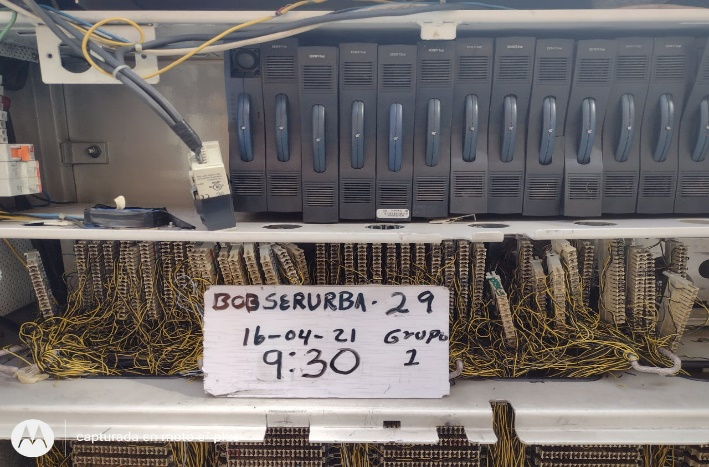 BOBSERURBA. 29
16-04-21 Grupo
9:30 1
capturada en